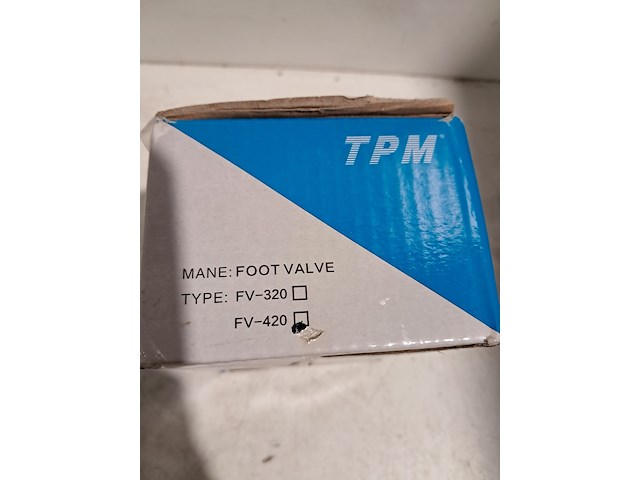 TPM
MANE: FOOT VALVE
TYPE: FV-320
FV-420